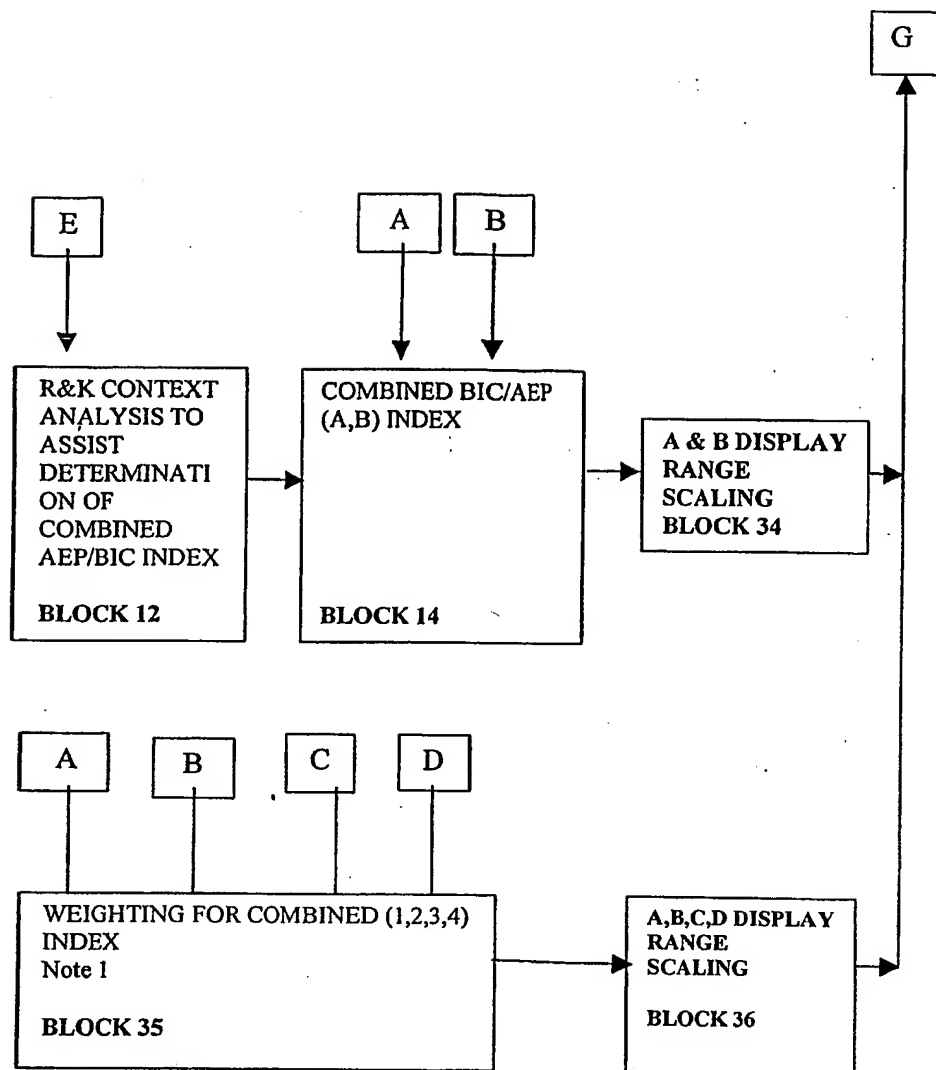 G
E
A
B
R&K CONTEXT
ANALYSIS TO
ASSIST
DETERMINATI
ON OF
COMBINED
AEP/BIC INDEX
BLOCK 12
COMBINED BIC/AEP
(A,B) INDEX
BLOCK 14
A & B DISPLAY
RANGE
SCALING
BLOCK 34
A
B
C
D
WEIGHTING FOR COMBINED (1,2,3,4)
INDEX
Note 1
BLOCK 35
A,B,C,D DISPLAY
RANGE
SCALING
BLOCK 36